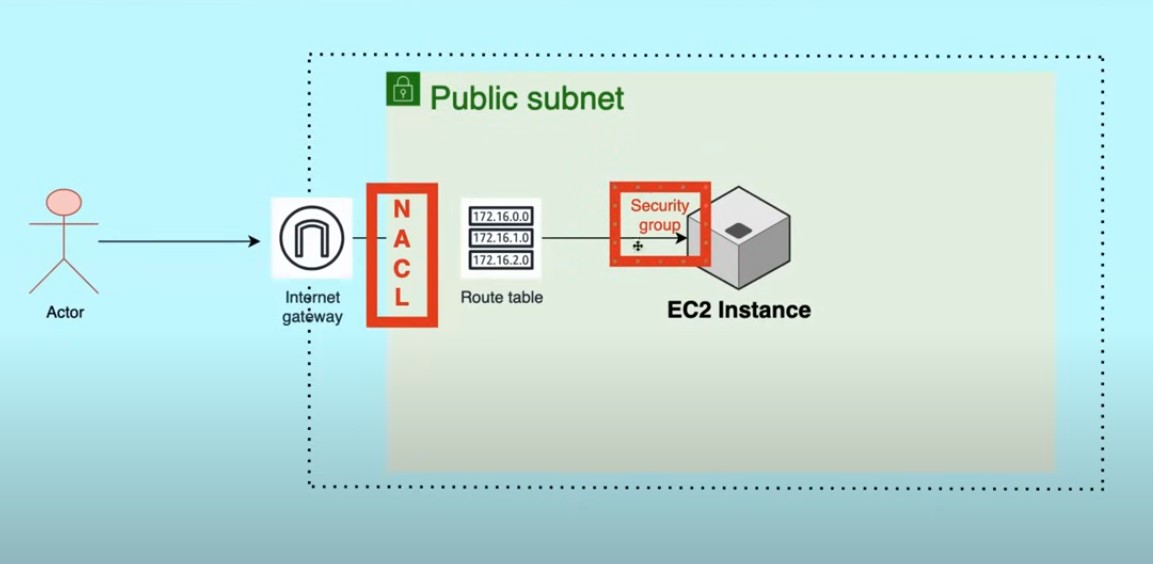 Public subnet
Actor
Internet
gateway
N
A
C
L
172.16.0.0
172.16.1.0
172.16.2.0
Route table
Security
group
EC2 Instance